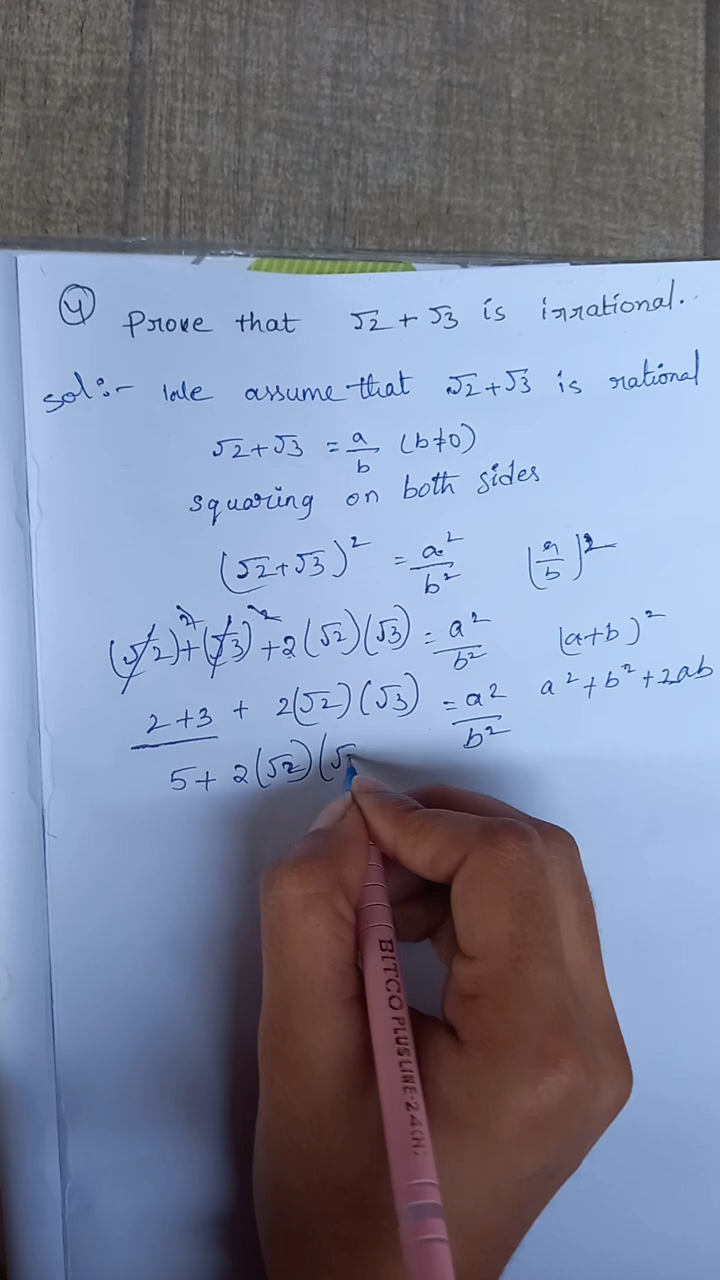 ④ Prove that √2 + √3 is irrational.
Sol:- We assume that √2+√3 is rational
√2+√3 = a/b (b≠0)
squaring on both sides
(√2+√3)² = a²/b² (a/b)²
(√2)²+(√3)²+2(√2)(√3) = a²/b² (a+b)²
2+3 + 2(√2)(√3) = a²/b² a²+b²+2ab
5+ 2(√2)(√
BITCO PLUSLINE-24(H)